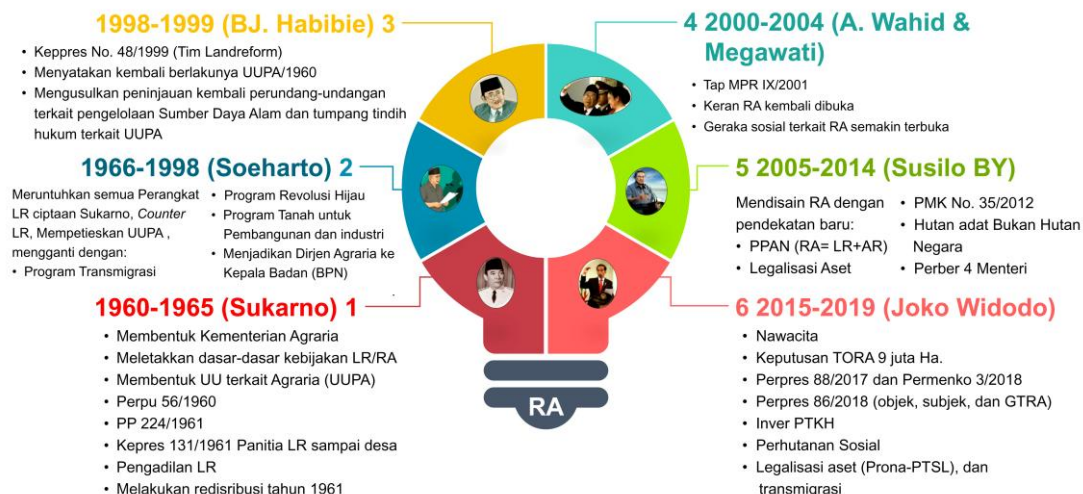 1998-1999 (BJ. Habibie) 3
• Keppres No. 48/1999 (Tim Landreform)
• Menyatakan kembali berlakunya UUPA/1960
• Mengusulkan peninjauan kembali perundang-undangan
terkait pengelolaan Sumber Daya Alam dan tumpang tindih
hukum terkait UUPA
1966-1998 (Soeharto) 2
Meruntuhkan semua Perangkat
LR ciptaan Sukarno, Counter
LR, Mempetieskan UUPA ,
mengganti dengan:
• Program Transmigrasi
• Program Revolusi Hijau
• Program Tanah untuk
Pembangunan dan industri
• Menjadikan Dirjen Agraria ke
Kepala Badan (BPN)
1960-1965 (Sukarno) 1
• Membentuk Kementerian Agraria
• Meletakkan dasar-dasar kebijakan LR/RA
• Membentuk UU terkait Agraria (UUPA)
• Perpu 56/1960
• PP 224/1961
• Kepres 131/1961 Panitia LR sampai desa
• Pengadilan LR
• Melakukan redisribusi tahun 1961
4 2000-2004 (A. Wahid &
Megawati)
• Tap MPR IX/2001
• Keran RA kembali dibuka
• Geraka sosial terkait RA semakin terbuka
5 2005-2014 (Susilo BY)
Mendisain RA dengan
pendekatan baru:
• PPAN (RA= LR+AR)
• Legalisasi Aset
• PMK No. 35/2012
• Hutan adat Bukan Hutan
Negara
• Perber 4 Menteri
6 2015-2019 (Joko Widodo)
• Nawacita
• Keputusan TORA 9 juta Ha.
• Perpres 88/2017 dan Permenko 3/2018
• Perpres 86/2018 (objek, subjek, dan GTRA)
• Inver PTKH
• Perhutanan Sosial
• Legalisasi aset (Prona-PTSL), dan
transmigrasi
RA